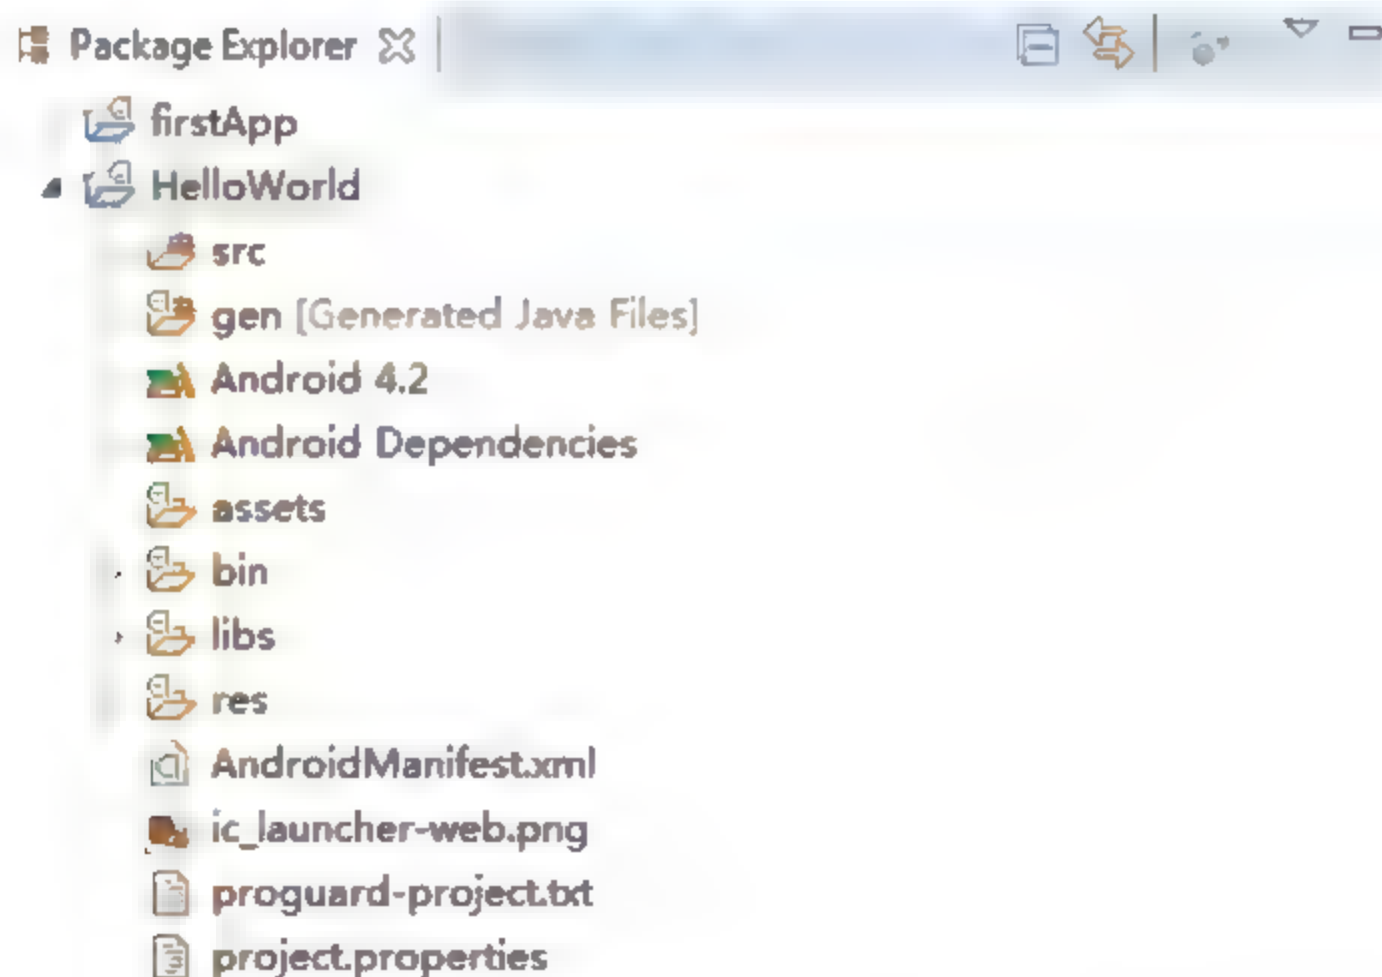 Package Explorer
firstApp
HelloWorld
src
gen [Generated Java Files]
Android 4.2
Android Dependencies
assets
bin
libs
res
AndroidManifest.xml
ic_launcher-web.png
proguard-project.txt
project.properties